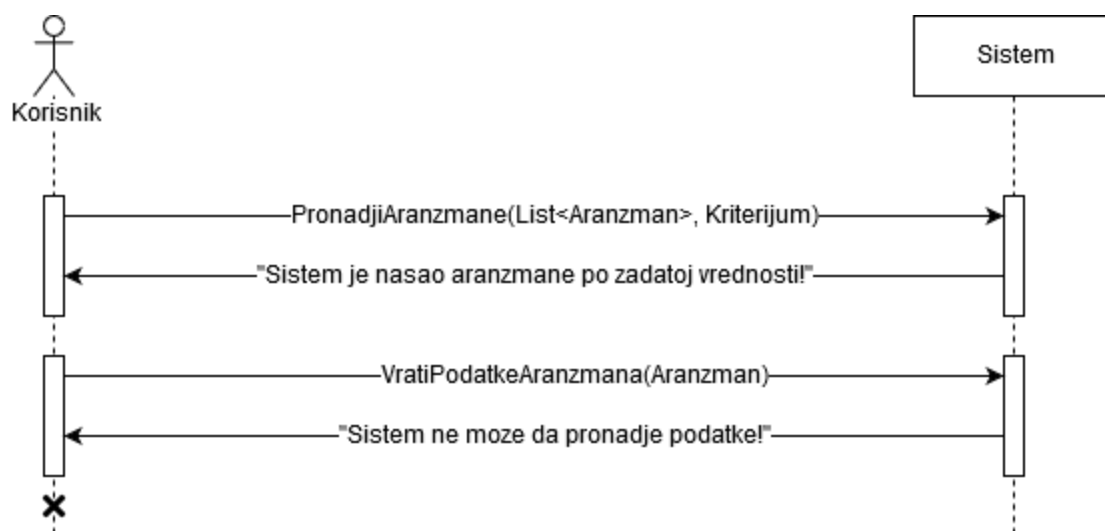 Korisnik
Sistem
PronadjiAranzmane(List<Aranzman>, Kriterijum)
"Sistem je nasao aranzmane po zadatoj vrednosti!"
VratiPodatkeAranzmana(Aranzman)
"Sistem ne moze da pronadje podatke!"